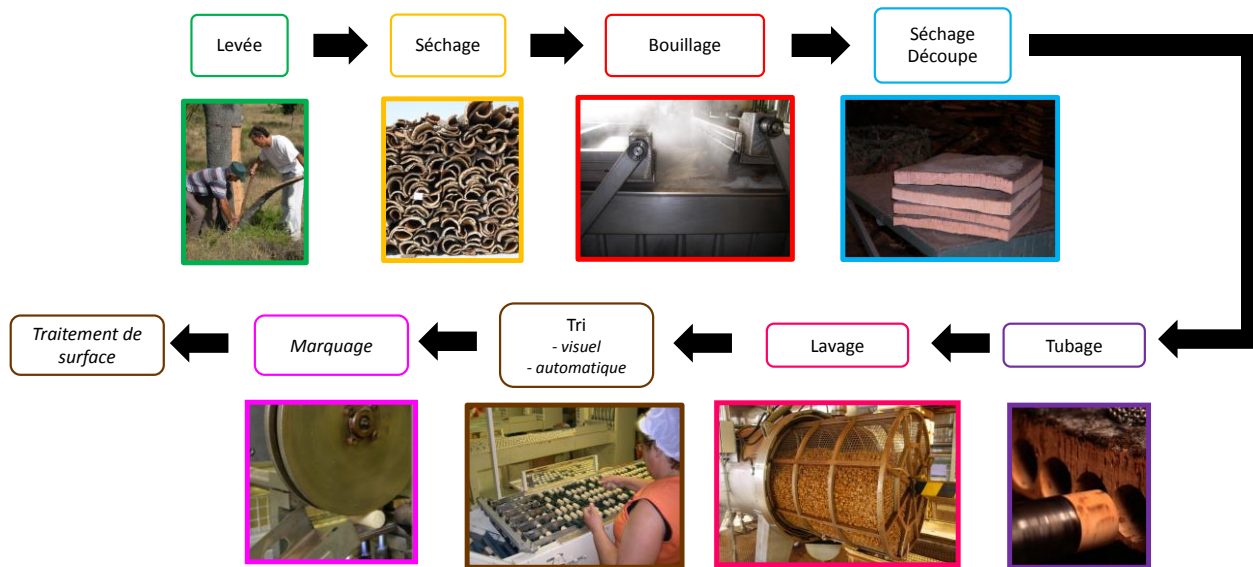 Levée
Séchage
Bouillage
Séchage
Découpe
Tubage
Lavage
Tri
- visuel
- automatique
Marquage
Traitement de
surface